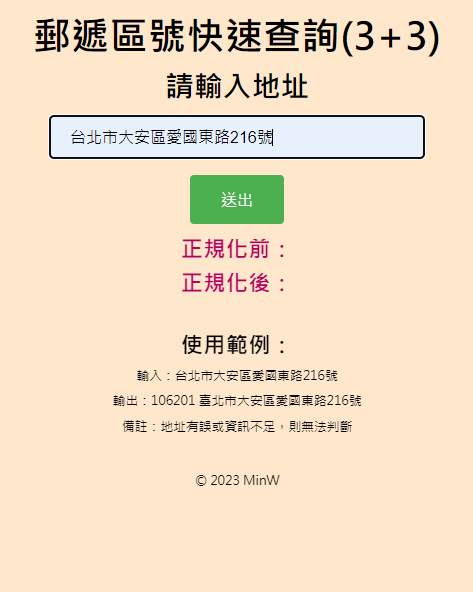 郵遞區號快速查詢(3+3)
請輸入地址
台北市大安區愛國東路216號
送出
正規化前：
正規化後：
使用範例：
輸入：台北市大安區愛國東路216號
輸出：106201 臺北市大安區愛國東路216號
備註：地址有誤或資訊不足，則無法判斷
© 2023 MinW